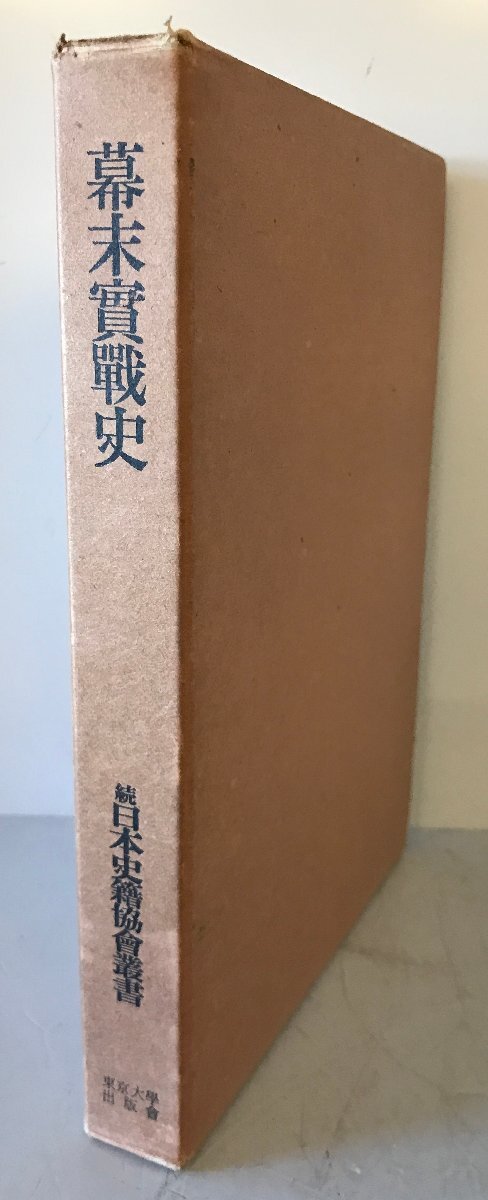 幕末實戰史
続日本史籍協會叢書
東京大學
出版會